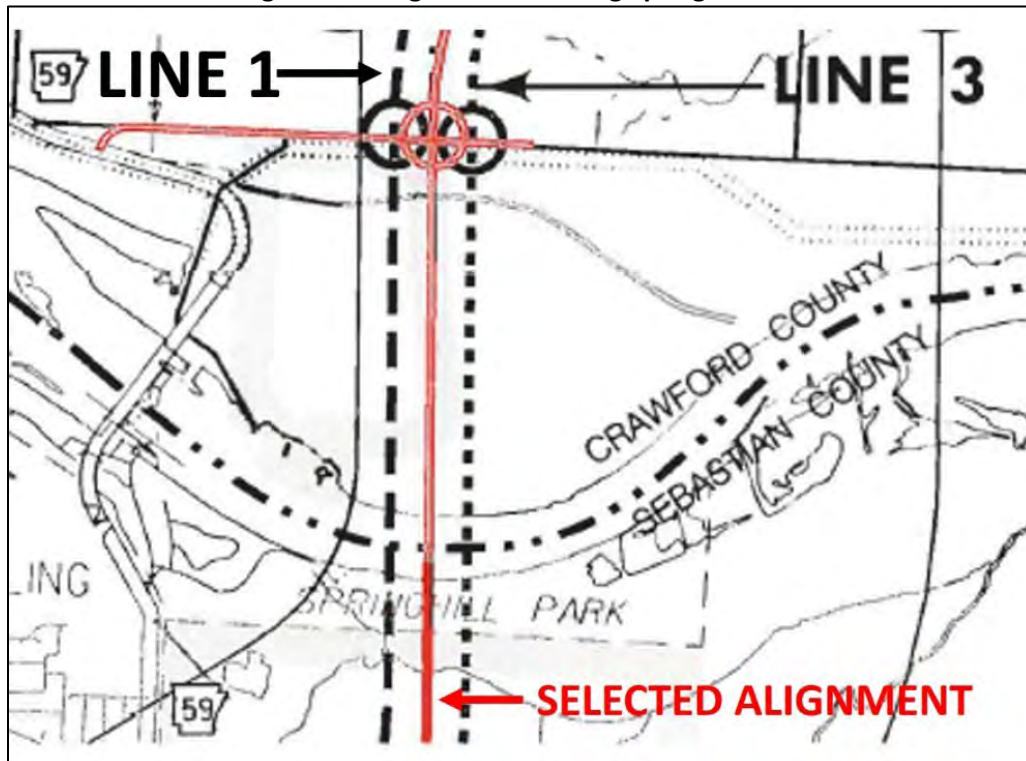 59 LINE 1
LINE 3
CRAWFORD COUNTY
SEBASTIAN COUNTY
SPRINGHILL PARK
LING
59
SELECTED ALIGNMENT